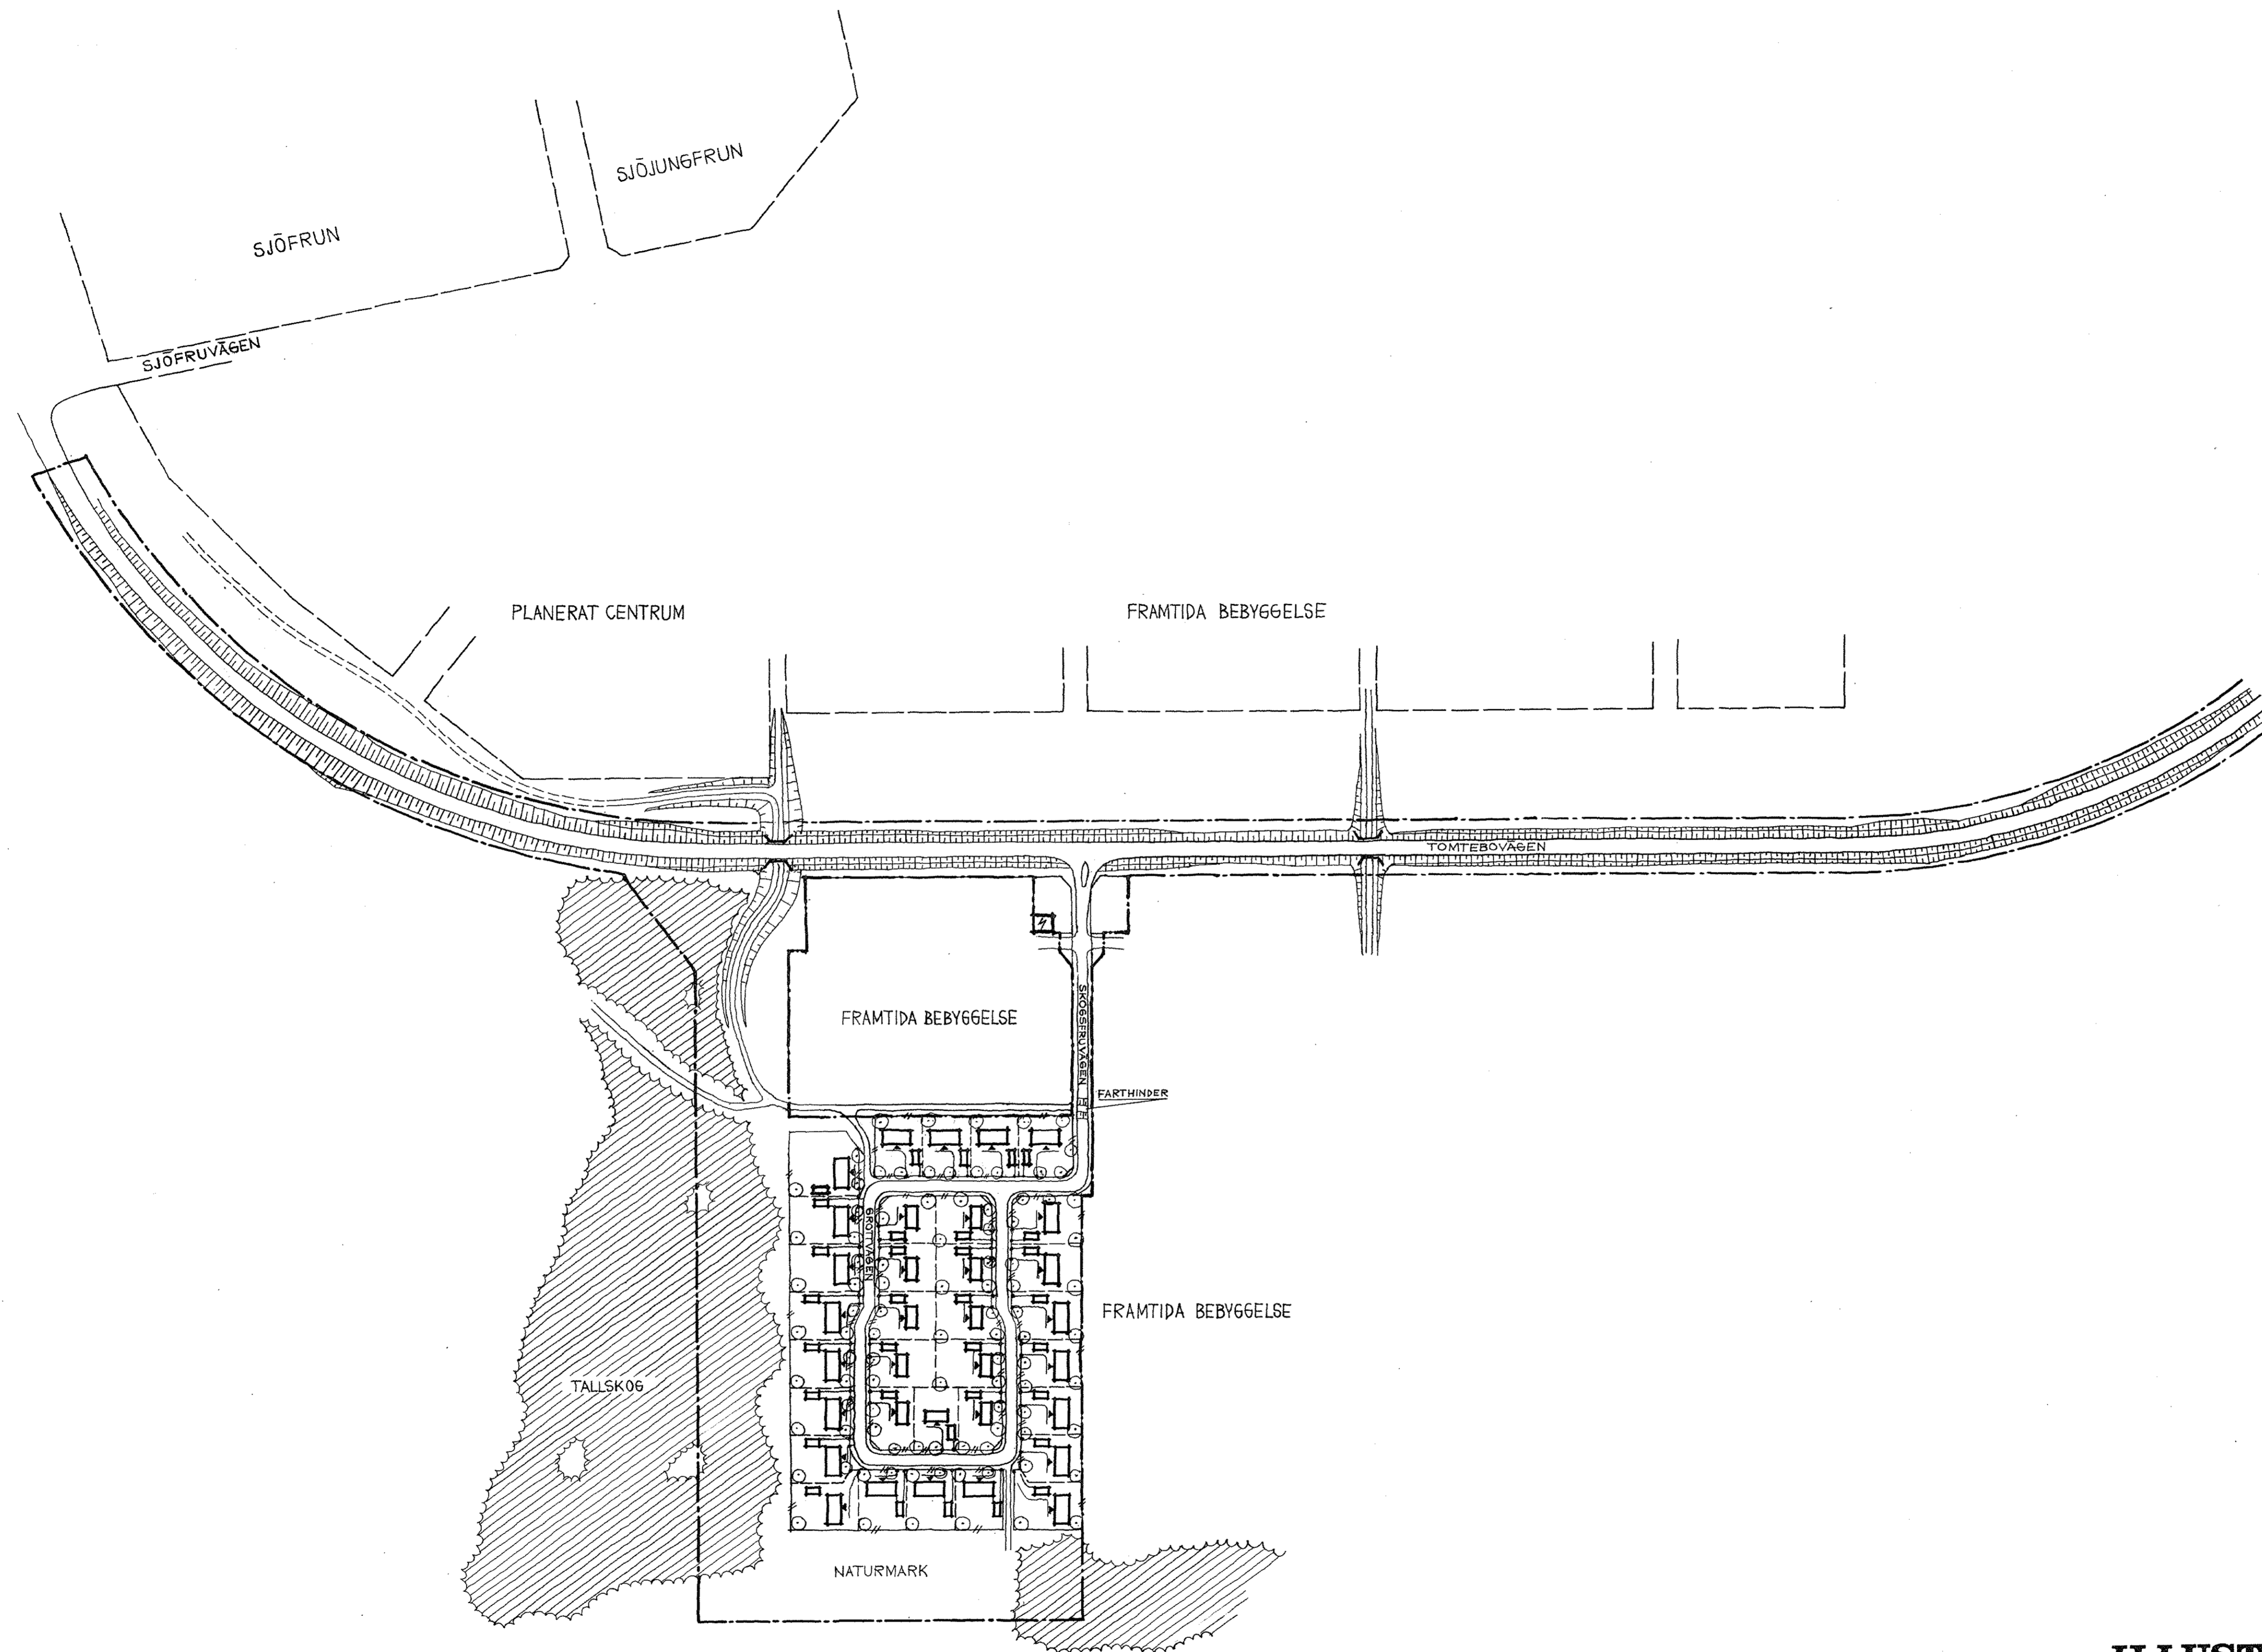 SJÖJUNGFRUN
SJÖFRUN
SJÖFRUVÄGEN
PLANERAT CENTRUM
FRAMTIDA BEBYGGELSE
TOMTEBOVÄGEN
FRAMTIDA BEBYGGELSE
SKOGSFRUVÄGEN
FARTHINDER
GROTTVÄGEN
FRAMTIDA BEBYGGELSE
TALLSKOG
NATURMARK